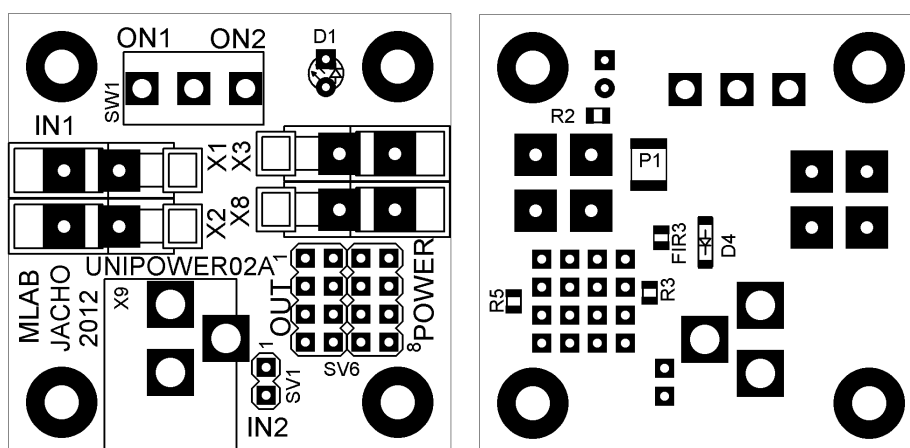 ON1 ON2
D1
SW1
IN1
X1 X3
X2 X8
UNIPOWER02A
MLAB
JACHO
2012
X9
OUT
1
POWER
8
SV6
1
SV1
IN2
R2
P1
FIR3
D4
R5
R3